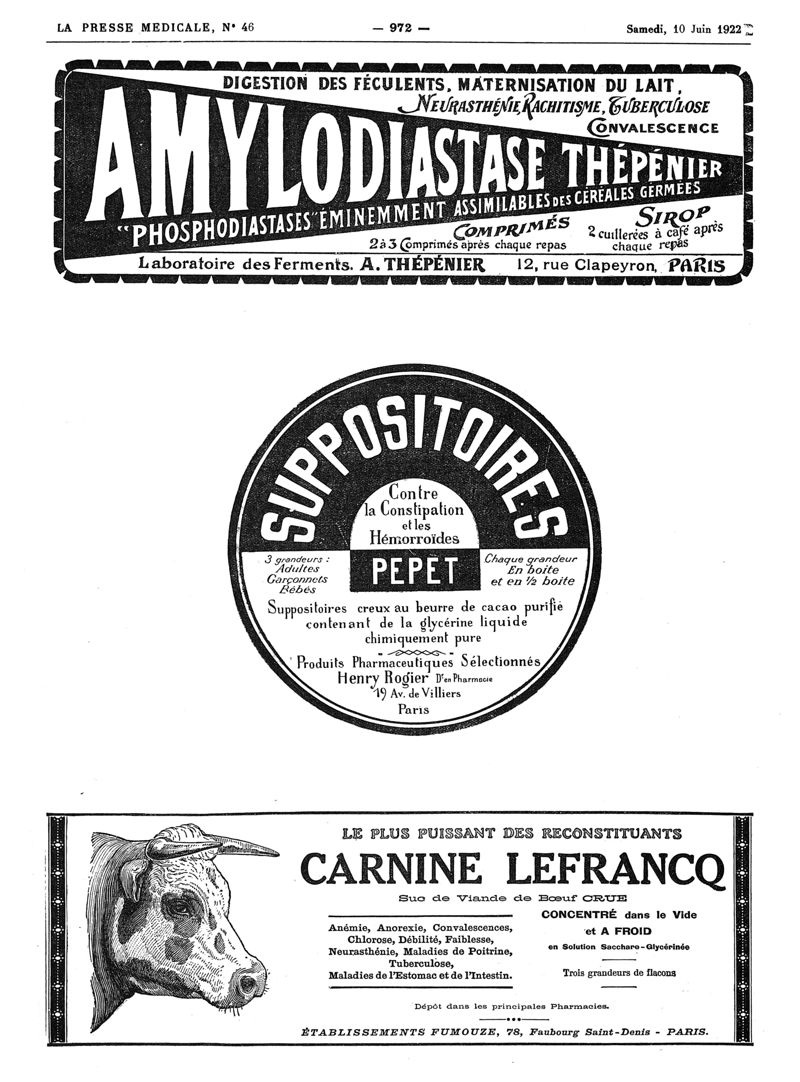 LA PRESSE MEDICALE, N° 46 — 972 — Samedi, 10 Juin 1922
DIGESTION DES FÉCULENTS, MATERNISATION DU LAIT,
NEURASTHÉNIE, RACHITISME, TUBERCULOSE
CONVALESCENCE
AMYLODIASTASE THÉPÉNIER
"PHOSPHODIASTASES" ÉMINEMMENT ASSIMILABLES DES CÉRÉALES GERMÉES
COMPRIMÉS
2 à 3 Comprimés après chaque repas
SIROP
2 cuillerées à café après
chaque repas
Laboratoire des Ferments. A. THÉPÉNIER 12, rue Clapeyron, PARIS
SUPPOSITOIRES
Contre
la Constipation
et les
Hémorroïdes
PEPET
3 grandeurs :
Adultes
Garçonnets
Bébés
Chaque grandeur
En boite
et en ½ boite
Suppositoires creux au beurre de cacao purifié
contenant de la glycérine liquide
chimiquement pure
Produits Pharmaceutiques Sélectionnés
Henry Rogier Dr en Pharmacie
19 Av. de Villiers
Paris
LE PLUS PUISSANT DES RECONSTITUANTS
CARNINE LEFRANCQ
Suc de Viande de Bœuf CRUE
Anémie, Anorexie, Convalescences,
Chlorose, Débilité, Faiblesse,
Neurasthénie, Maladies de Poitrine,
Tuberculose,
Maladies de l'Estomac et de l'Intestin.
CONCENTRÉ dans le Vide
et A FROID
en Solution Saccharo-Glycérinée
Trois grandeurs de flacons
Dépôt dans les principales Pharmacies.
ÉTABLISSEMENTS FUMOUZE, 78, Faubourg Saint-Denis - PARIS.